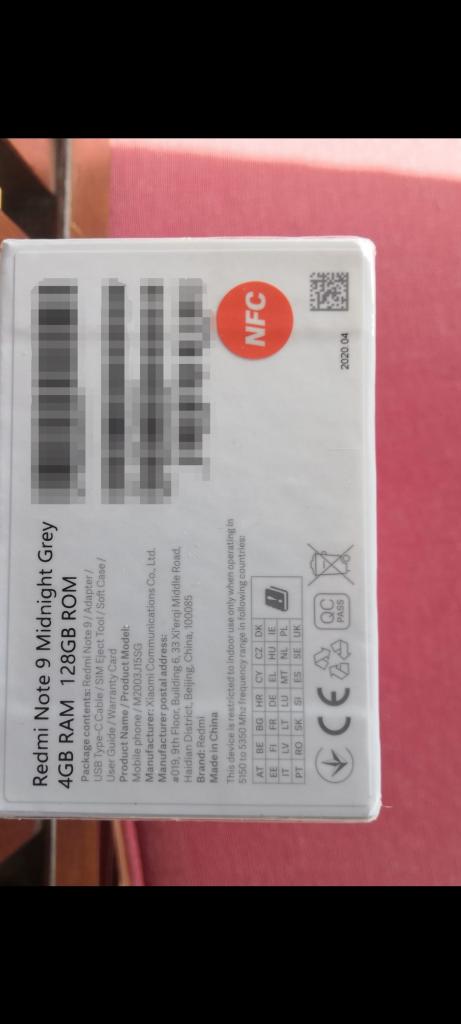 Redmi Note 9 Midnight Grey
4GB RAM 128GB ROM
Package contents: Redmi Note 9 / Adapter /
USB Type-C Cable / SIM Eject Tool / Soft Case /
User Guide / Warranty Card
Product Name / Product Model:
Mobile phone / M2003J15SG
Manufacturer: Xiaomi Communications Co., Ltd.
Manufacturer postal address:
#019, 9th Floor, Building 6, 33 Xi'erqi Middle Road,
Haidian District, Beijing, China, 100085
Brand: Redmi
Made in China
This device is restricted to indoor use only when operating in
5150 to 5350 Mhz frequency range in following countries:
AT BE BG HR CY CZ DK
EE FI FR DE EL HU IE
IT LV LT LU MT NL PL
PT RO SK SI ES SE UK
CE
QC
PASS
NFC
2020 04